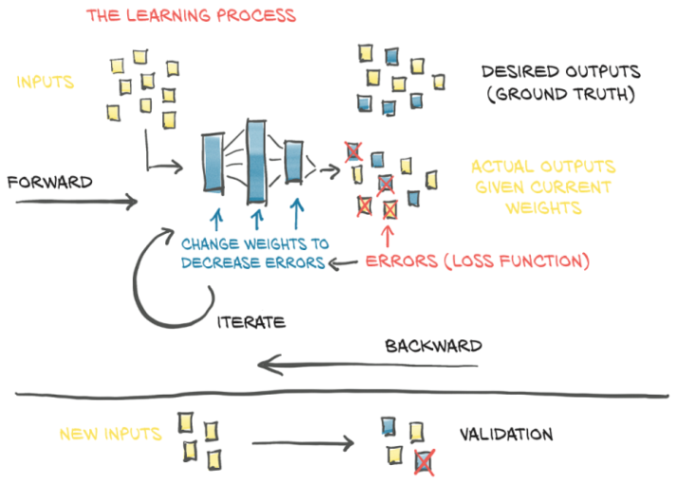 THE LEARNING PROCESS
INPUTS
DESIRED OUTPUTS
(GROUND TRUTH)
ACTUAL OUTPUTS
GIVEN CURRENT
WEIGHTS
FORWARD
CHANGE WEIGHTS TO
DECREASE ERRORS
ERRORS (LOSS FUNCTION)
ITERATE
BACKWARD
NEW INPUTS
VALIDATION